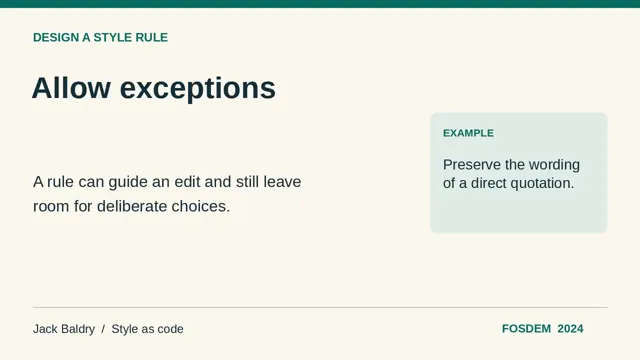 DESIGN A STYLE RULE
Allow exceptions
A rule can guide an edit and still leave
room for deliberate choices.
EXAMPLE
Preserve the wording
of a direct quotation.
Jack Baldry / Style as code
FOSDEM 2024